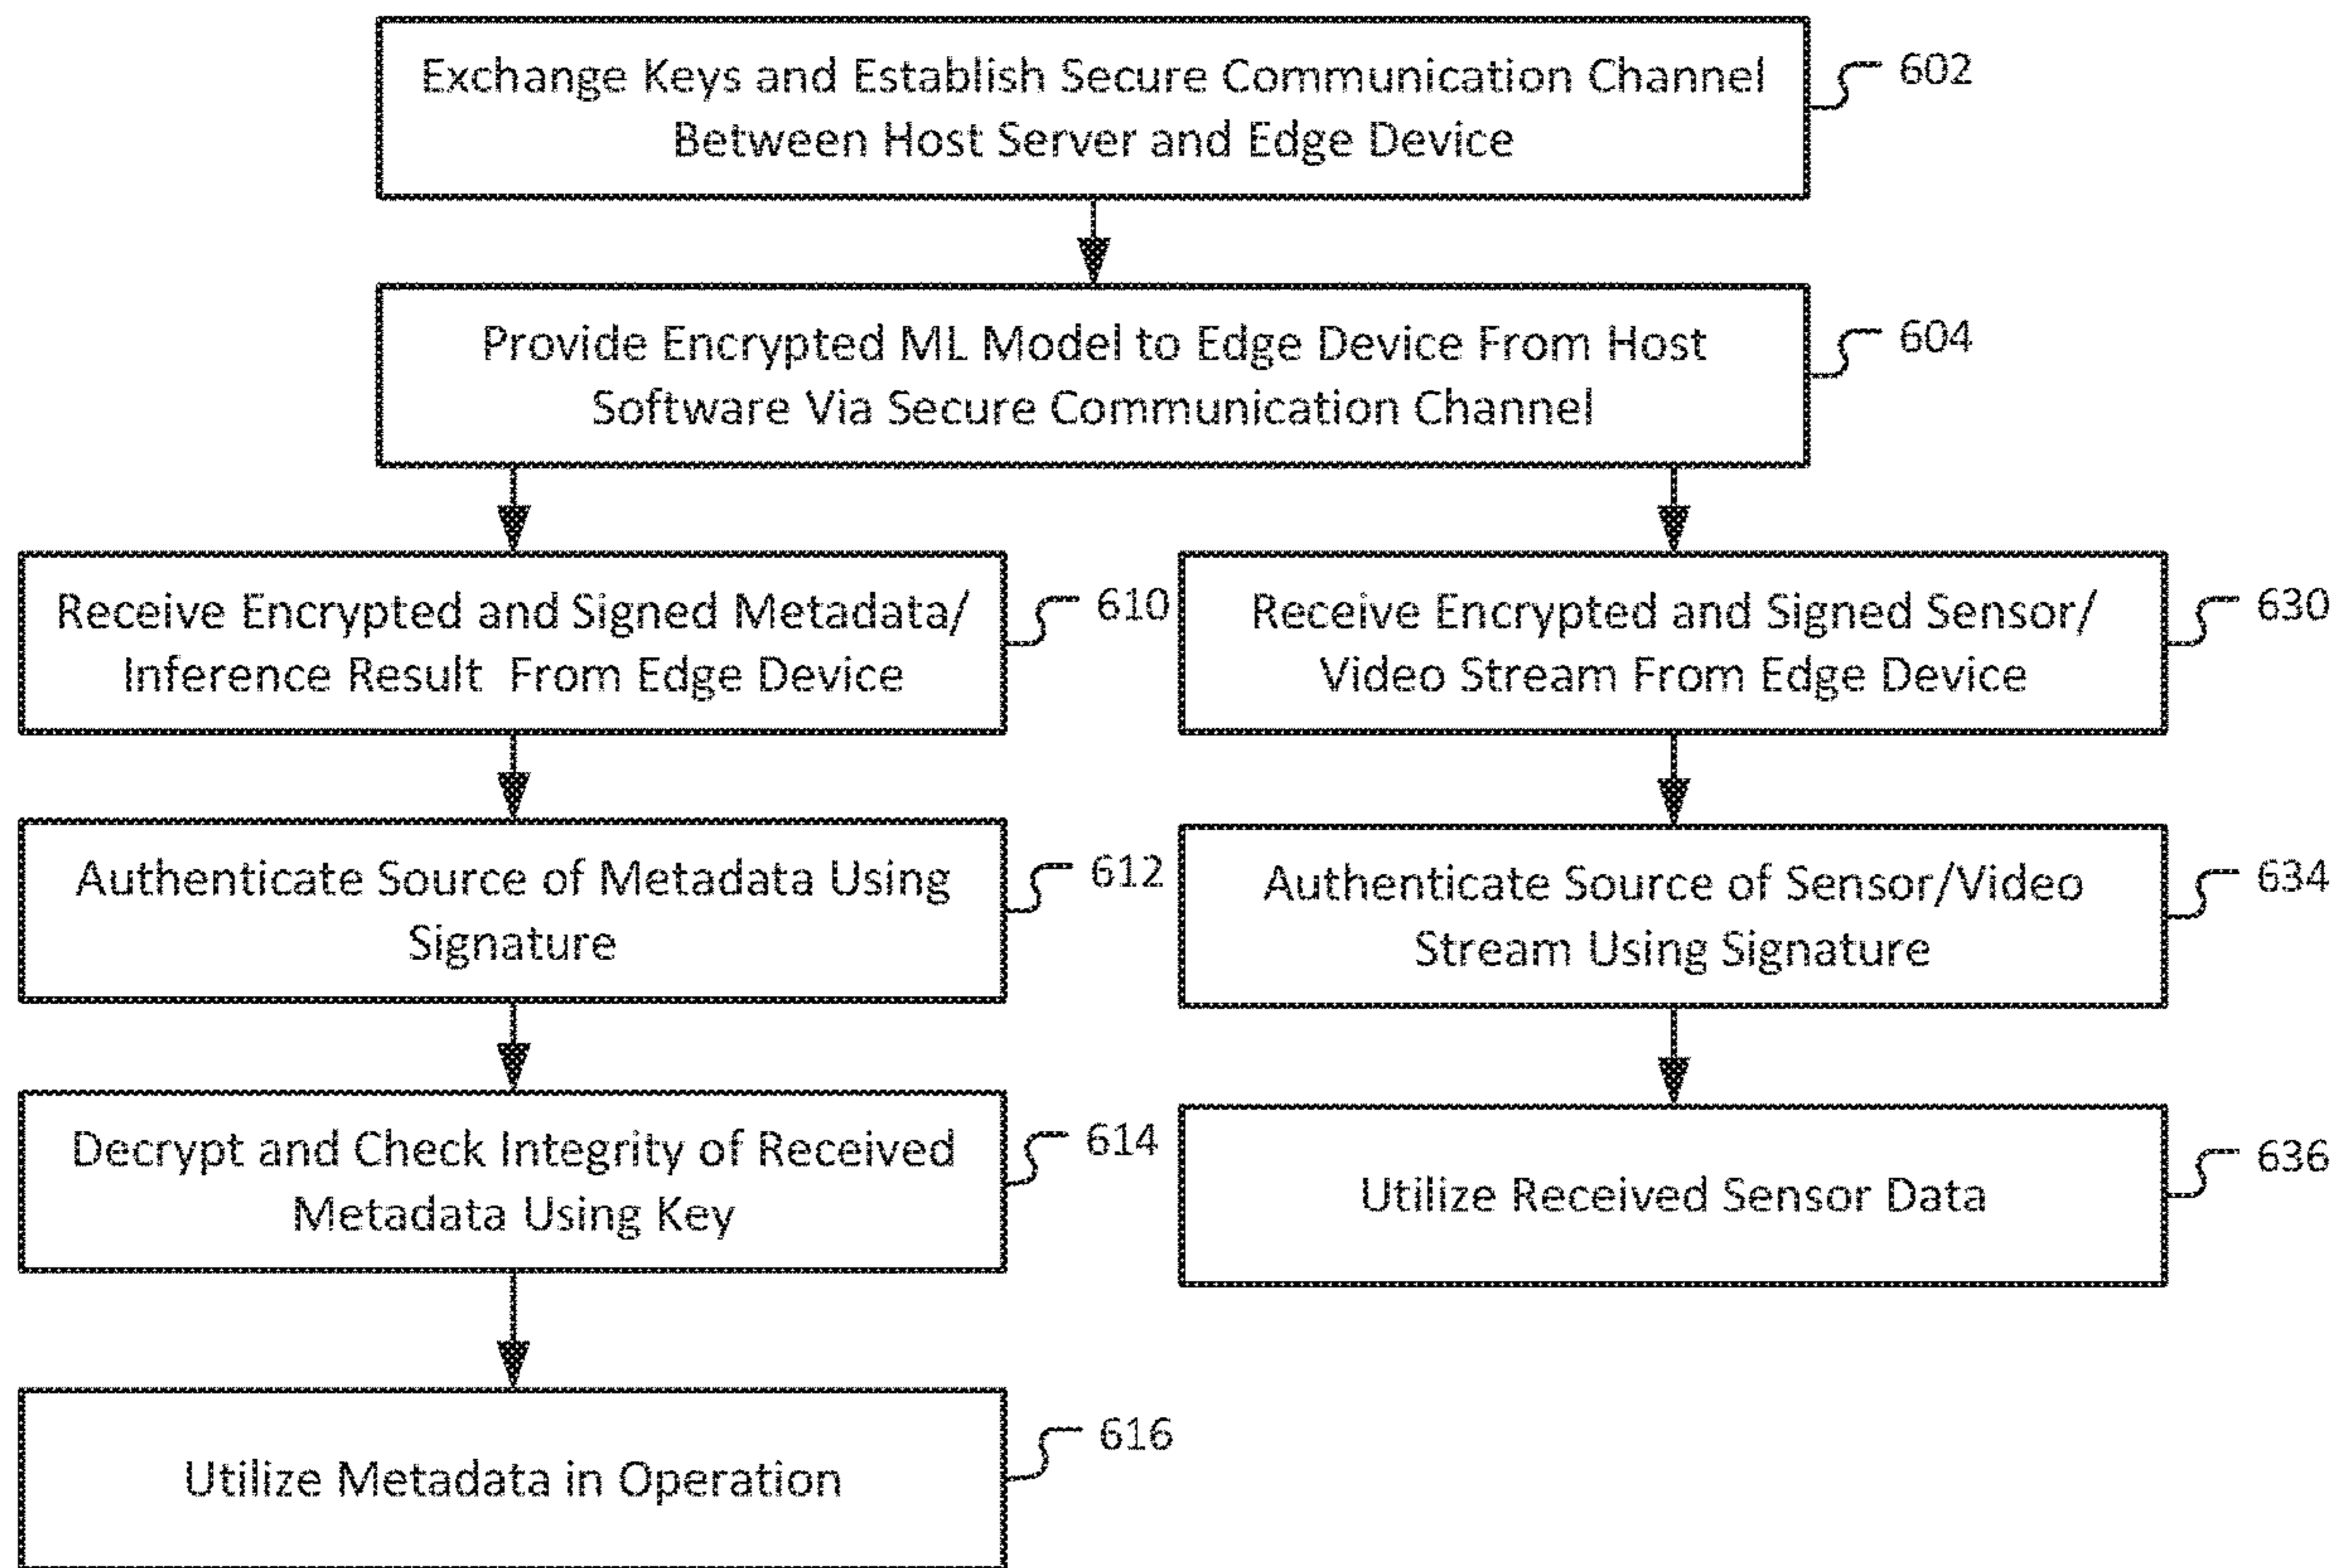 Exchange Keys and Establish Secure Communication Channel
Between Host Server and Edge Device
602
Provide Encrypted ML Model to Edge Device From Host
Software Via Secure Communication Channel
604
Receive Encrypted and Signed Metadata/
Inference Result From Edge Device
610
Receive Encrypted and Signed Sensor/
Video Stream From Edge Device
630
Authenticate Source of Metadata Using
Signature
612
Authenticate Source of Sensor/Video
Stream Using Signature
634
Decrypt and Check Integrity of Received
Metadata Using Key
614
Utilize Received Sensor Data
636
Utilize Metadata in Operation
616